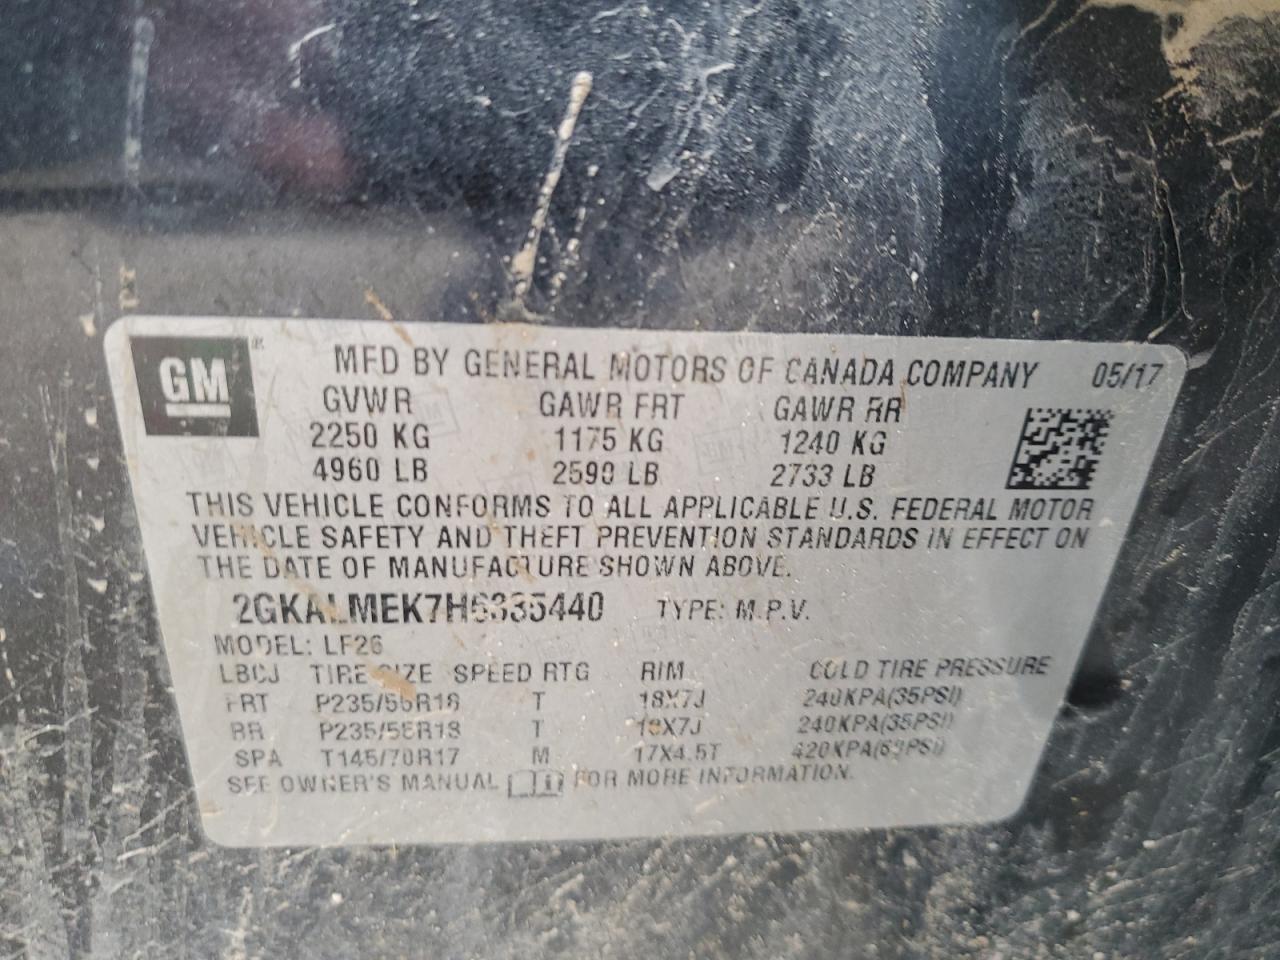 GM
MFD BY GENERAL MOTORS OF CANADA COMPANY 05/17
GVWR GAWR FRT GAWR RR
2250 KG 1175 KG 1240 KG
4960 LB 2590 LB 2733 LB
THIS VEHICLE CONFORMS TO ALL APPLICABLE U.S. FEDERAL MOTOR
VEHICLE SAFETY AND THEFT PREVENTION STANDARDS IN EFFECT ON
THE DATE OF MANUFACTURE SHOWN ABOVE.
2GKALMEK7H6335440 TYPE: M.P.V.
MODEL: LF26
LBCJ TIRE SIZE SPEED RTG RIM COLD TIRE PRESSURE
FRT P235/55R18 T 18X7J 240KPA(35PSI)
RR P235/55R18 T 18X7J 240KPA(35PSI)
SPA T145/70R17 M 17X4.5T 420KPA(60PSI)
SEE OWNER'S MANUAL FOR MORE INFORMATION.